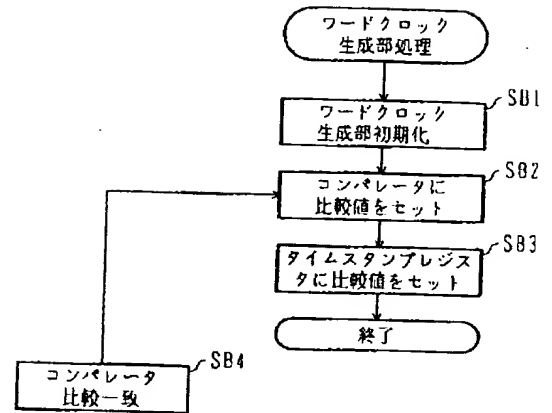 ワードクロック
生成部処理
SB1
ワードクロック
生成部初期化
SB2
コンパレータに
比較値をセット
SB3
タイムスタンプレジス
タに比較値をセット
終了
SB4
コンパレータ
比較一致